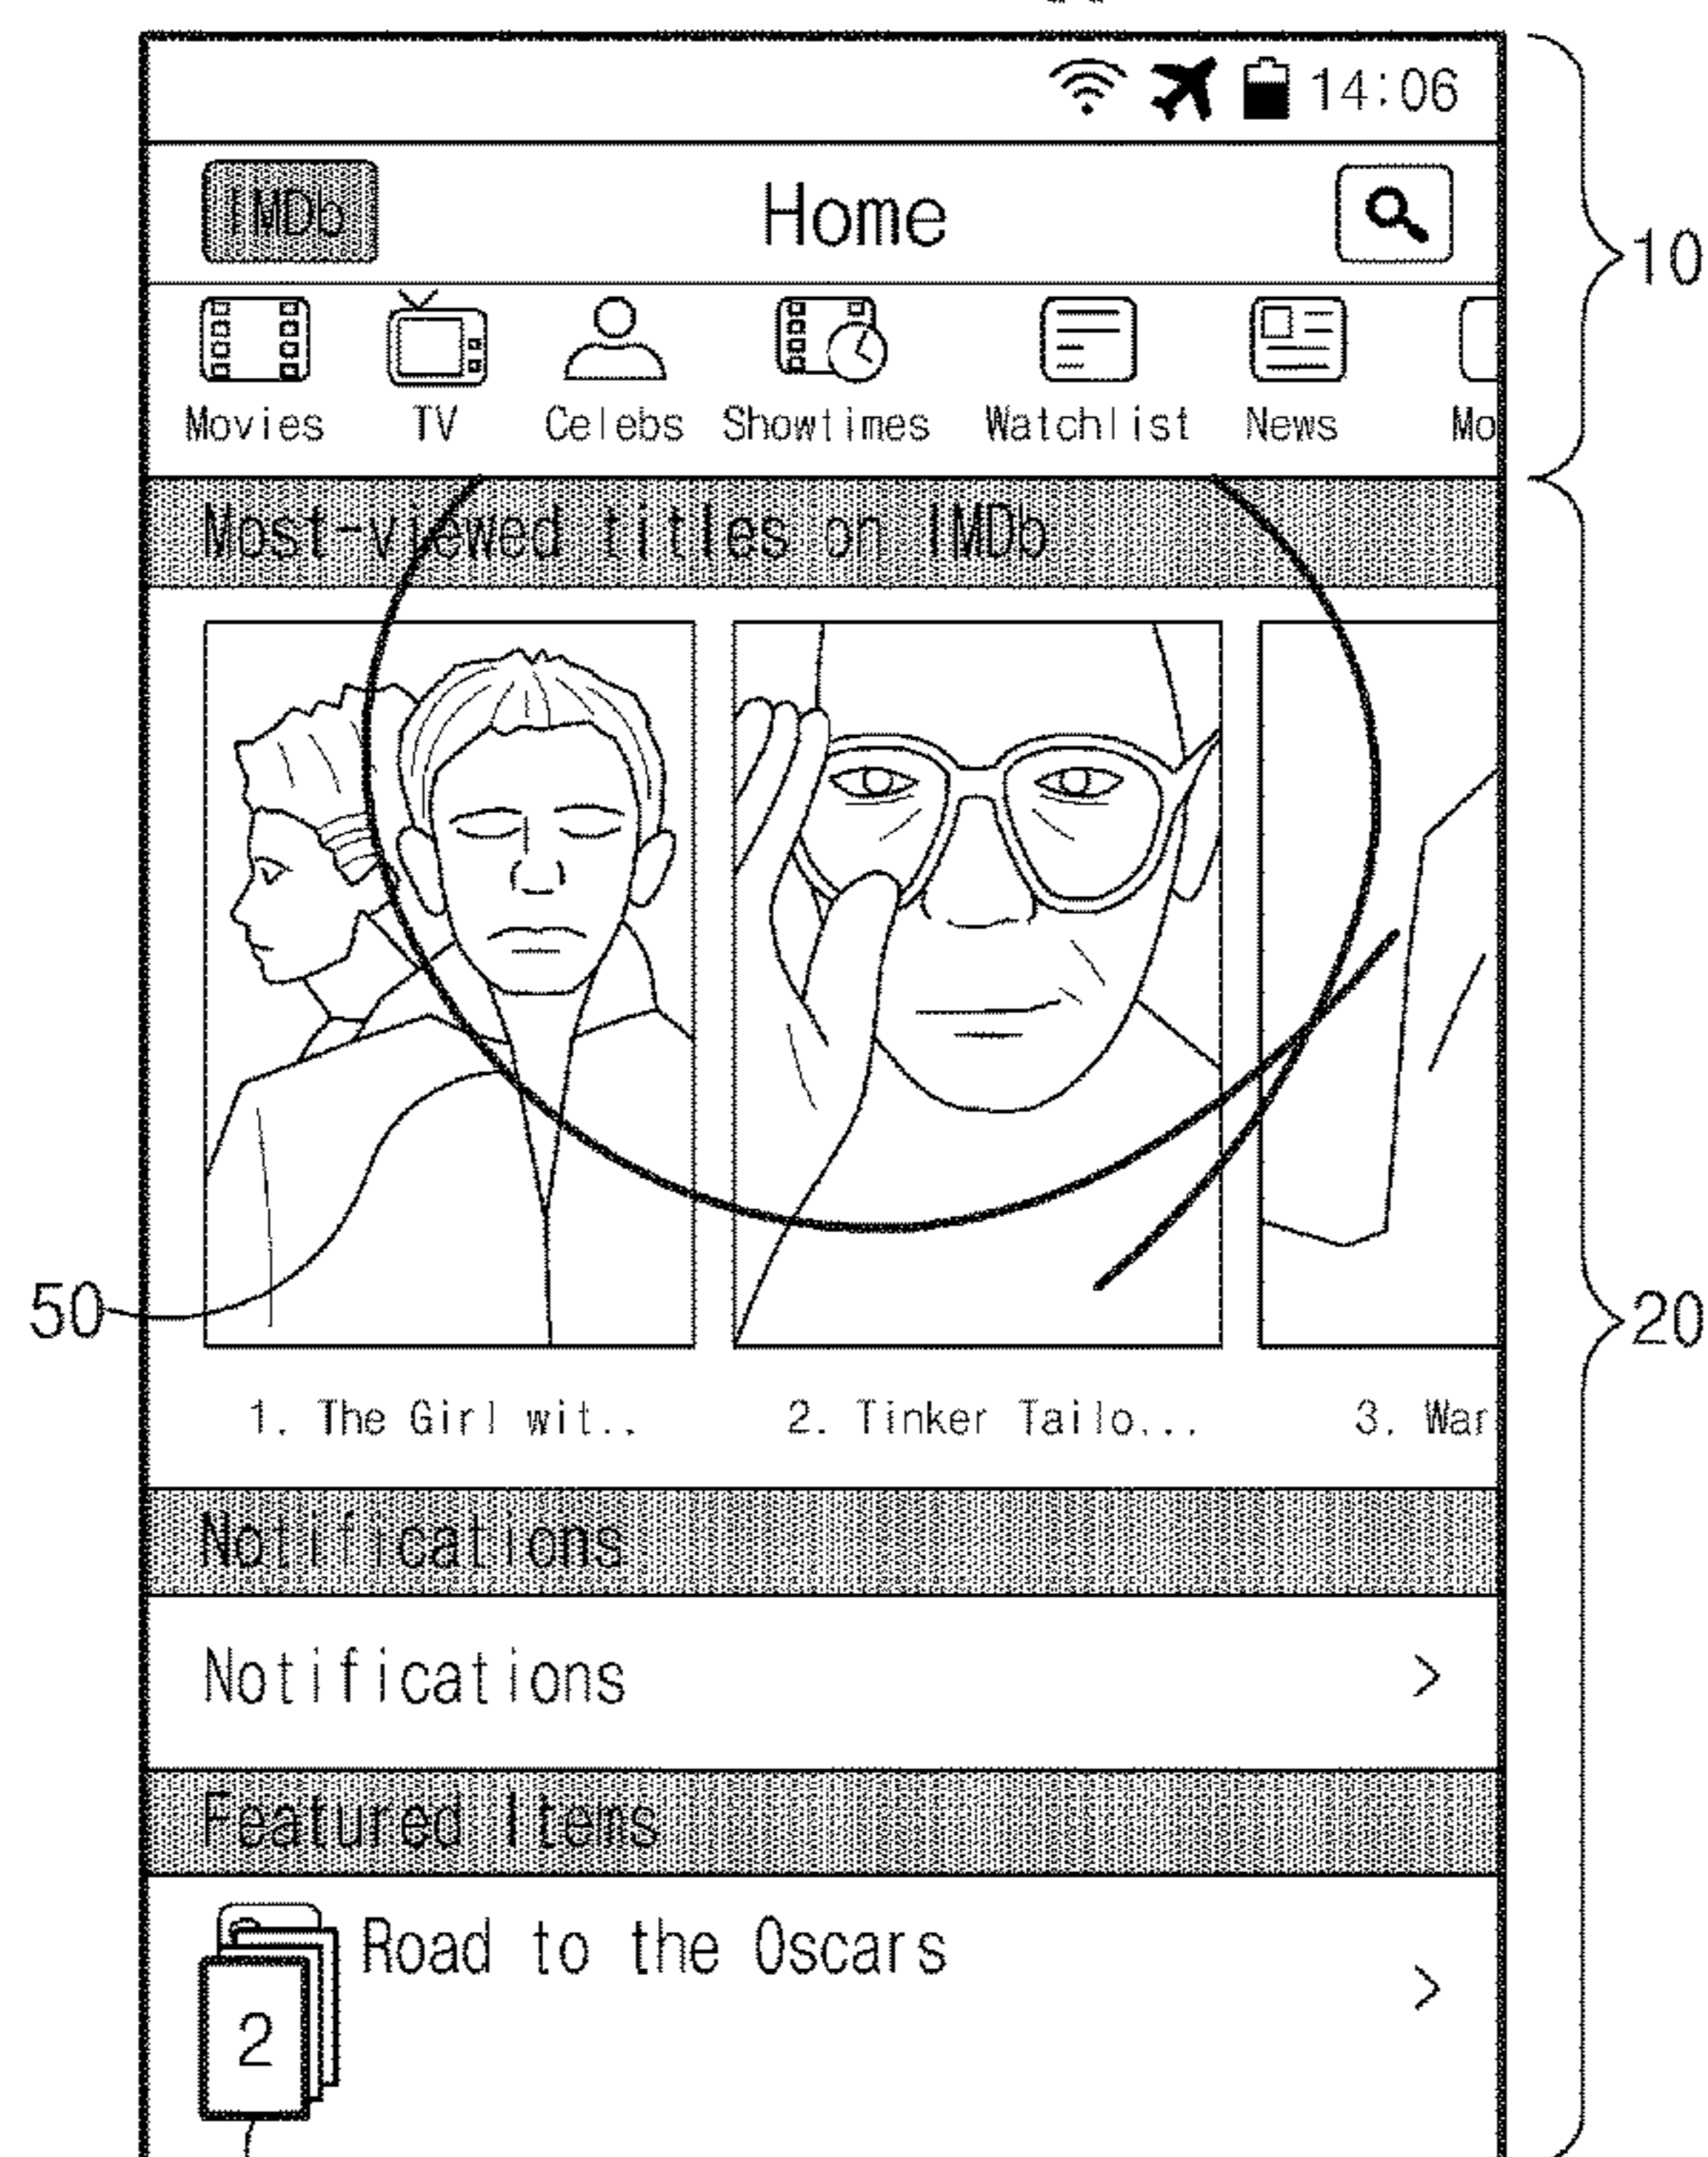 14:06
IMDb Home
10
Movies TV Celebs Showtimes Watchlist News Mo
Most-viewed titles on IMDb
50
20
1. The Girl wit..
2. Tinker Tailo...
3. War
Notifications
Notifications >
Featured Items
Road to the Oscars >
2